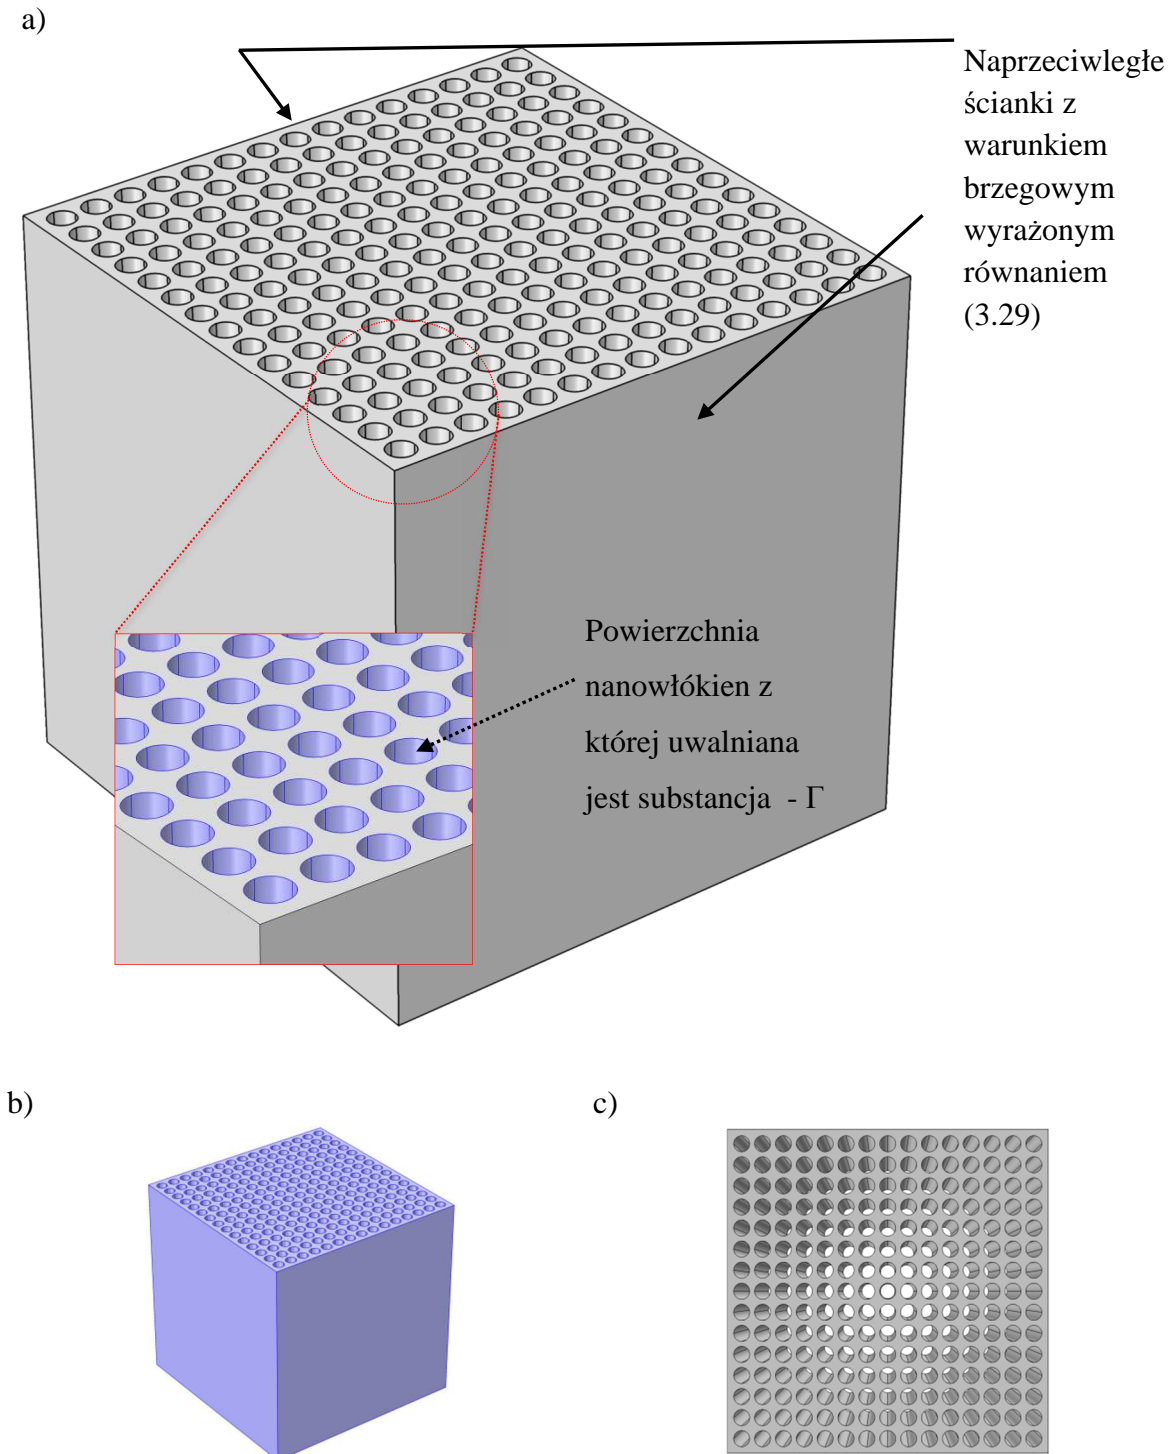 a)
Naprzeciwległe
ścianki z
warunkiem
brzegowym
wyrażonym
równaniem
(3.29)
Powierzchnia
nanowłókien z
której uwalniana
jest substancja - Γ
b)
c)